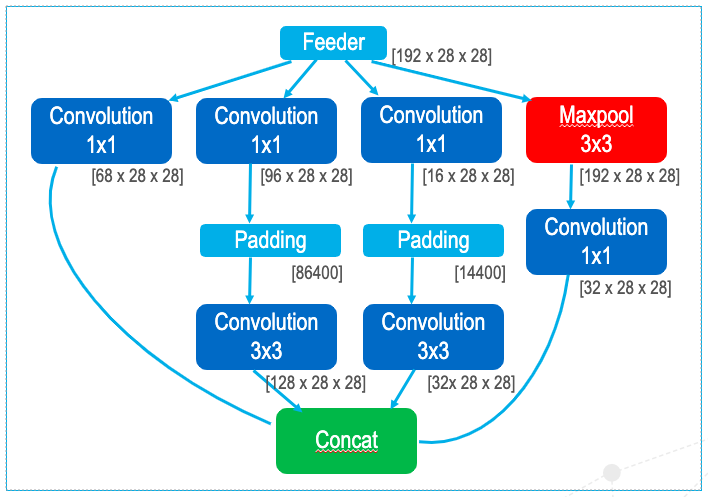 Feeder
[192 x 28 x 28]
Convolution
1x1
Convolution
1x1
Convolution
1x1
Maxpool
3x3
[68 x 28 x 28]
[96 x 28 x 28]
[16 x 28 x 28]
[192 x 28 x 28]
Padding
Padding
Convolution
1x1
[86400]
[14400]
[32 x 28 x 28]
Convolution
3x3
Convolution
3x3
[128 x 28 x 28]
[32x 28 x 28]
Concat